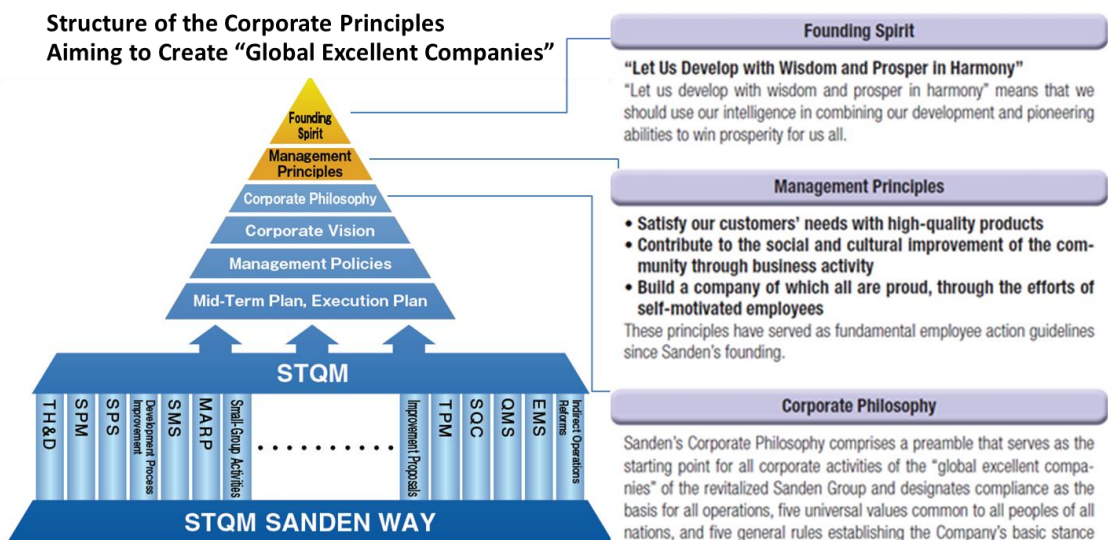 Structure of the Corporate Principles
Aiming to Create “Global Excellent Companies”
Founding
Spirit
Management
Principles
Corporate Philosophy
Corporate Vision
Management Policies
Mid-Term Plan, Execution Plan
STQM
TH&D
SPM
SPS
Development Process
Improvement
SMS
MARP
Small-Group Activities
Improvement Proposals
TPM
SQC
QMS
EMS
Indirect Operations
Reforms
STQM SANDEN WAY
Founding Spirit
“Let Us Develop with Wisdom and Prosper in Harmony”
“Let us develop with wisdom and prosper in harmony” means that we
should use our intelligence in combining our development and pioneering
abilities to win prosperity for us all.
Management Principles
• Satisfy our customers’ needs with high-quality products
• Contribute to the social and cultural improvement of the com-
munity through business activity
• Build a company of which all are proud, through the efforts of
self-motivated employees
These principles have served as fundamental employee action guidelines
since Sanden’s founding.
Corporate Philosophy
Sanden’s Corporate Philosophy comprises a preamble that serves as the
starting point for all corporate activities of the “global excellent compa-
nies” of the revitalized Sanden Group and designates compliance as the
basis for all operations, five universal values common to all peoples of all
nations, and five general rules establishing the Company’s basic stance